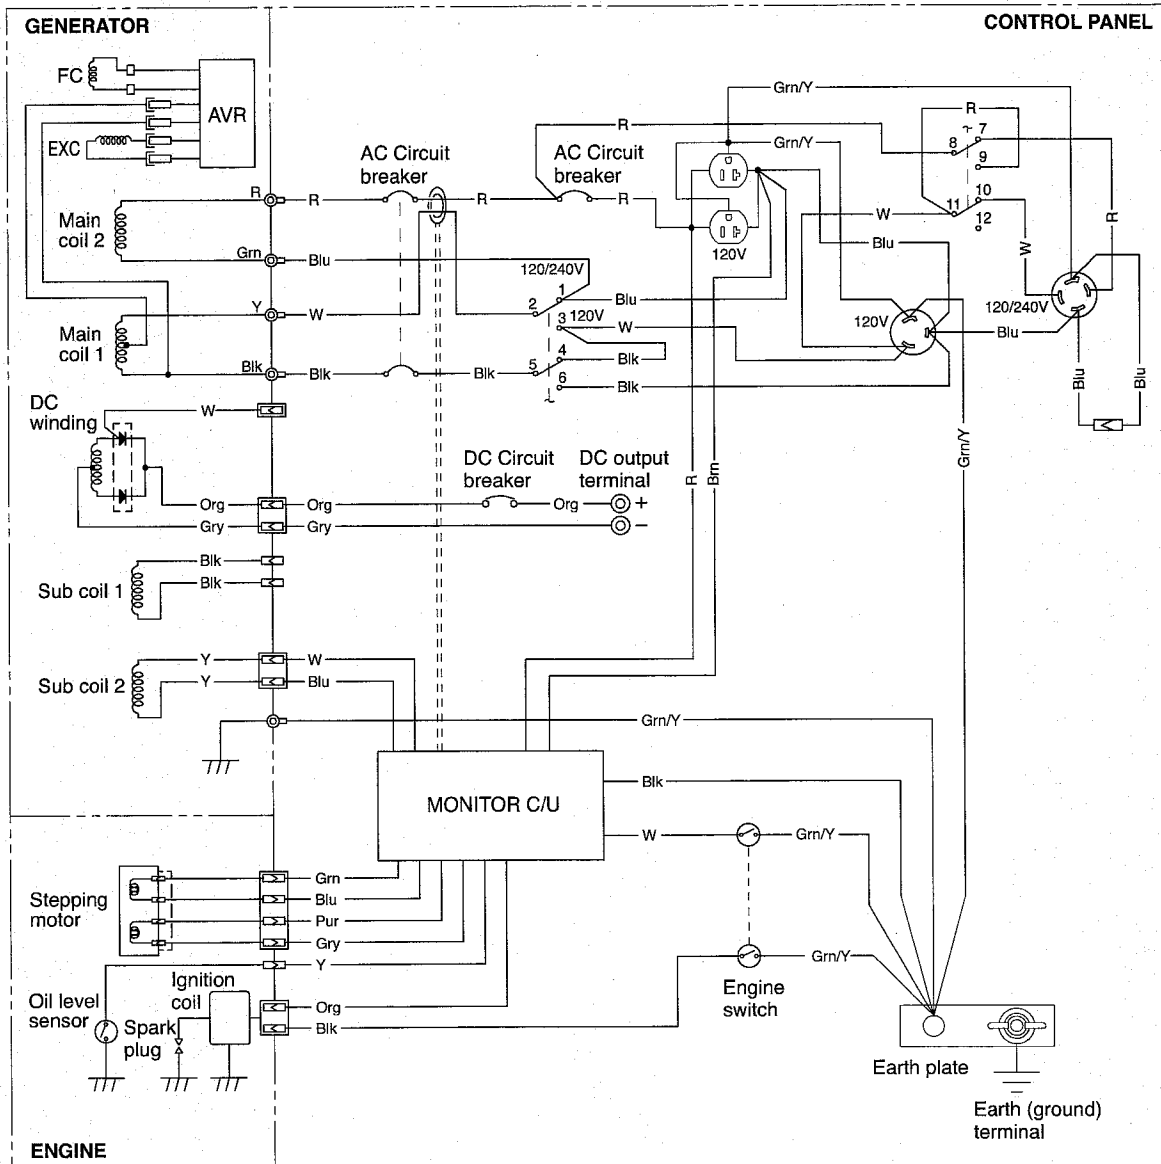 GENERATOR
CONTROL PANEL
FC
AVR
EXC
Grn/Y
R
R
Grn/Y
7
8
9
AC Circuit
breaker
AC Circuit
breaker
10
11
12
R
R
R
R
W
R
Main
coil 2
120V
Blu
W
Grn
Blu
120/240V
1
Blu
2
120/240V
Y
W
3
120V
W
120V
Blu
Main
coil 1
4
Blk
Blk
Blk
Blk
5
6
Blk
Blu
Blu
DC
winding
W
Grn/Y
DC Circuit
breaker
DC output
terminal
R
Brn
Org
Org
Org
+
Gry
Gry
−
Blk
Blk
Sub coil 1
Y
W
Sub coil 2
Y
Blu
Grn/Y
MONITOR C/U
Blk
W
Grn/Y
Stepping
motor
Grn
Blu
Pur
Gry
Y
Grn/Y
Ignition
coil
Engine
switch
Oil level
sensor
Spark
plug
Org
Blk
Earth plate
Earth (ground)
terminal
ENGINE